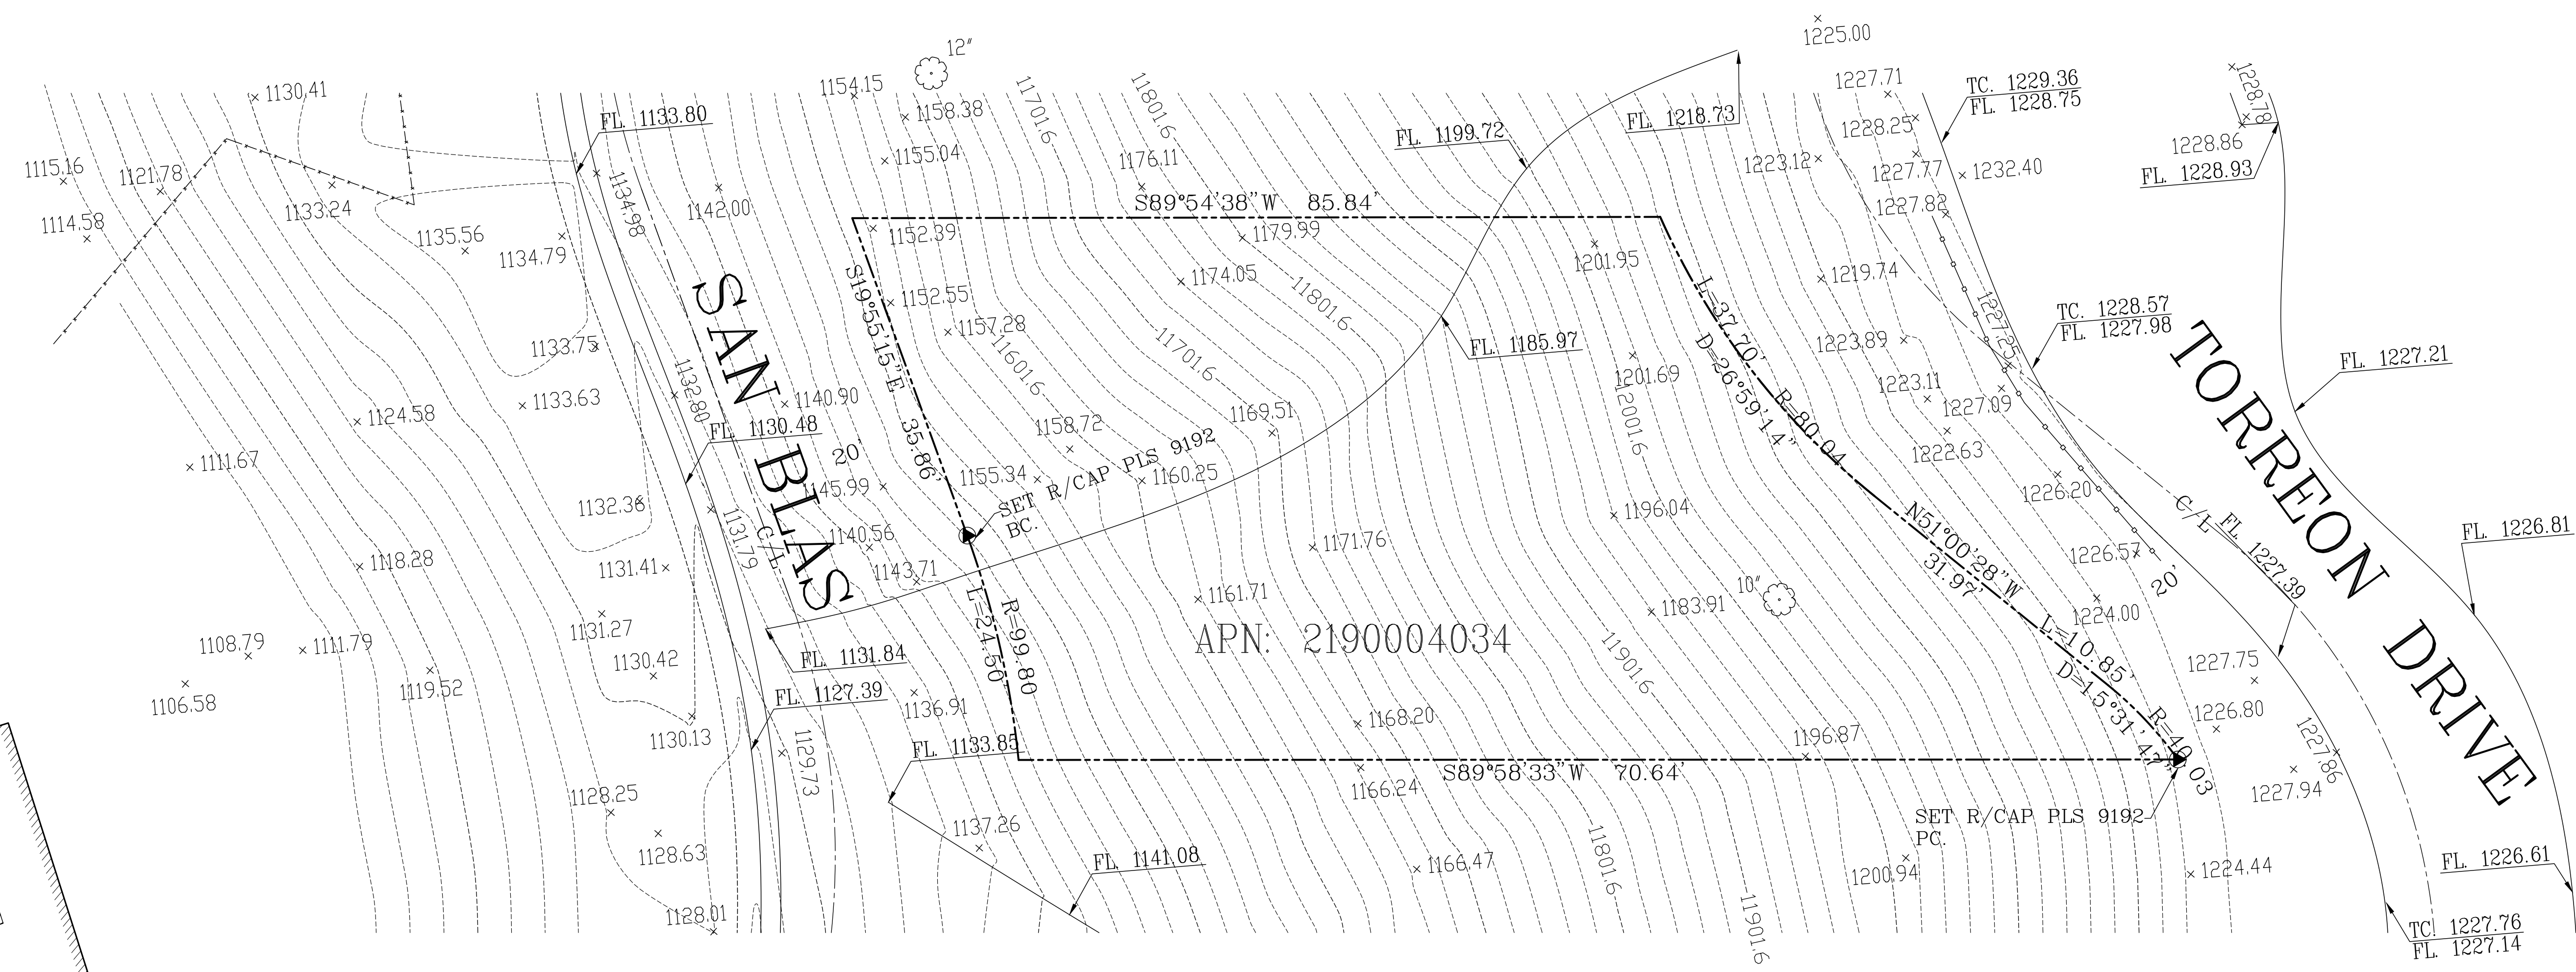 1225.00
12"
1154.15
1158.38
1155.04
1130.41
FL. 1133.80
11701.6
11801.6
1176.11
FL. 1199.72
FL. 1218.73
1227.71
TC. 1229.36
FL. 1228.75
1228.78
1228.86
FL. 1228.93
1228.25
1227.77
1223.12
1232.40
1227.82
1115.16
1121.78
1114.58
1133.24
1135.56
1134.79
1134.98
1142.00
S89°54'38"W 85.84'
1152.39
1179.99
1201.95
1174.05
11801.6
1219.74
1152.55
S19°55'15"E 35.86'
1157.28
11601.6
11701.6
FL. 1185.97
L=37.70'
D=26°59'14"
R=80.04
1227.25
TC. 1228.57
FL. 1227.98
1223.89
FL. 1227.21
TORREON DRIVE
SAN BLAS
1133.75
1133.63
1132.80
1140.90
1124.58
FL. 1130.48
20'
1158.72
1169.51
1201.69
12001.6
1223.11
1227.09
1222.63
1111.67
1145.99
1155.34
SET R/CAP PLS 9192
BC.
1160.25
1226.20
1132.36
1131.79
C/L
1140.56
1143.71
1196.04
N51°00'28"W
31.97'
C/L
FL. 1227.39
FL. 1226.81
1118.28
1131.41
1171.76
1226.57
20'
1131.27
L=24.50'
R=99.80
1161.71
10"
1183.91
1224.00
L=10.85'
D=15°31'47"
R=40.03
1108.79
1111.79
1130.42
FL. 1131.84
APN: 2190004034
11901.6
1227.75
1119.52
1106.58
FL. 1127.39
1136.91
1168.20
1226.80
1130.13
1129.73
FL. 1133.85
1196.87
S89°58'33"W 70.64'
1227.86
1227.94
1128.25
1166.24
SET R/CAP PLS 9192
PC.
1137.26
1128.63
FL. 1141.08
11801.6
1166.47
1200.94
1224.44
FL. 1226.61
1128.01
11901.6
TC. 1227.76
FL. 1227.14